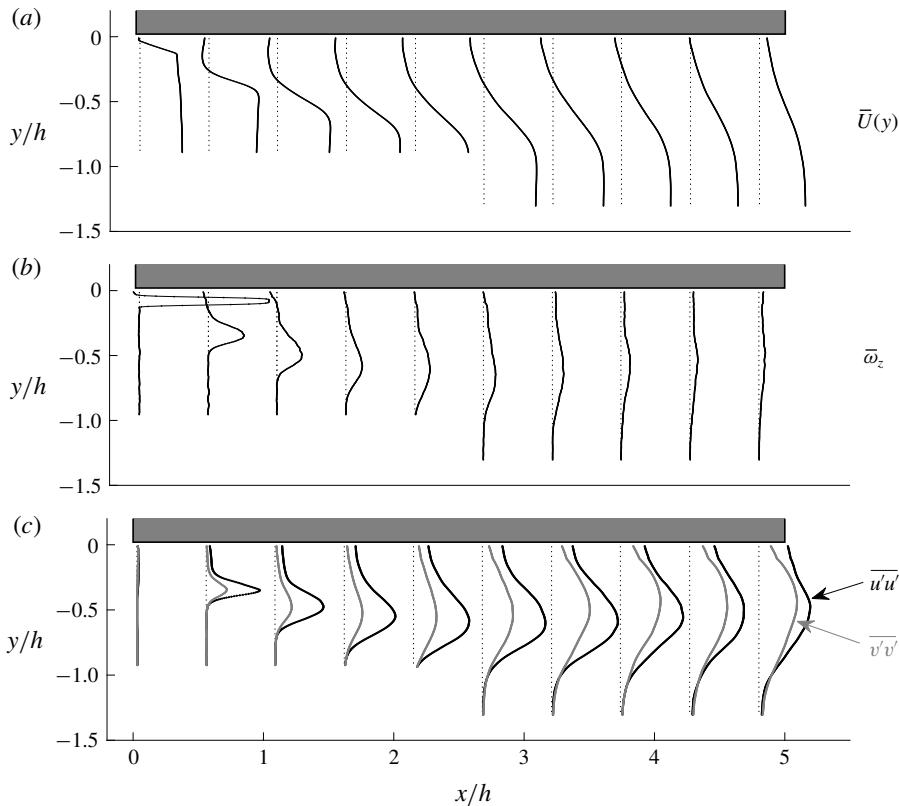 (a)
0
−0.5
−1.0
−1.5
y/h
U̅(y)
(b)
0
−0.5
−1.0
−1.5
y/h
ω̅z
(c)
0
−0.5
−1.0
−1.5
y/h
u′u′
v′v′
0 1 2 3 4 5
x/h